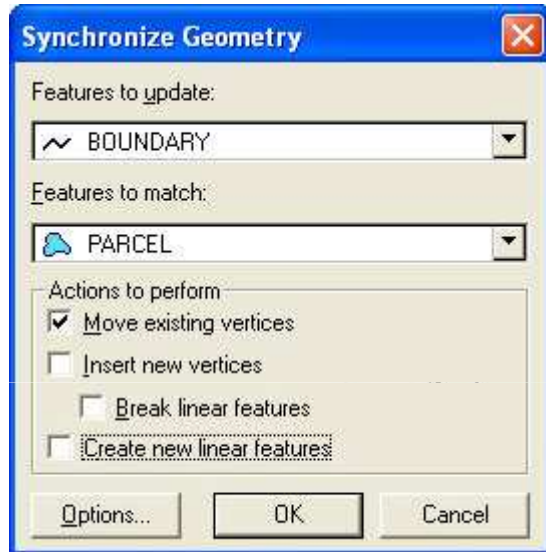 Synchronize Geometry
Features to update:
BOUNDARY
Features to match:
PARCEL
Actions to perform
Move existing vertices
Insert new vertices
Break linear features
Create new linear features
Options... OK Cancel